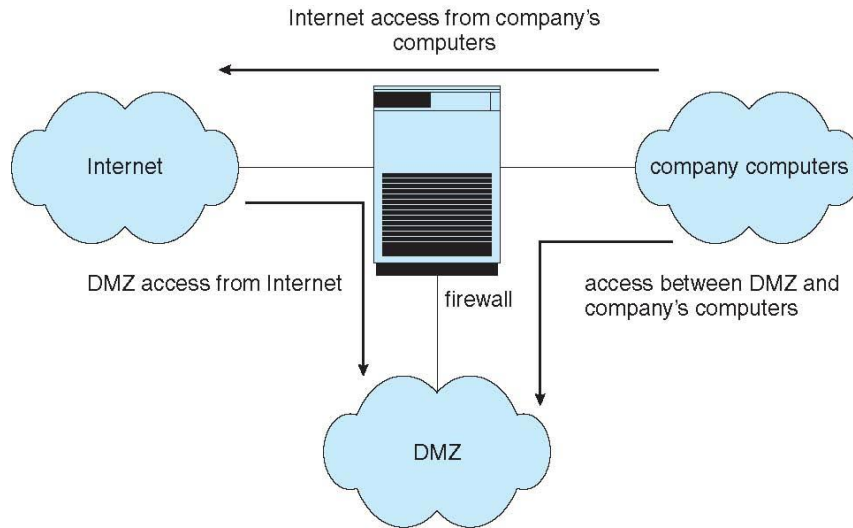 Internet access from company's
computers
Internet
company computers
DMZ access from Internet
firewall
access between DMZ and
company's computers
DMZ